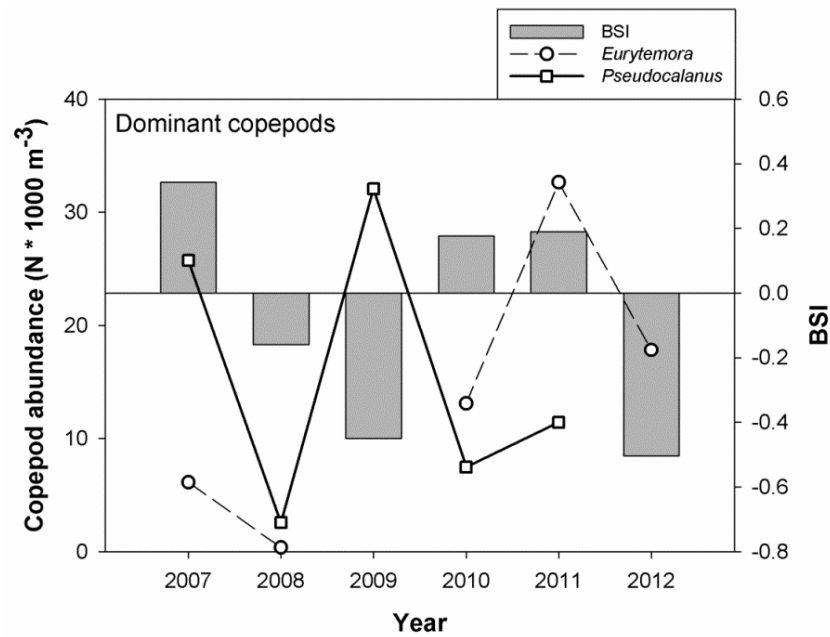 BSI
Eurytemora
Pseudocalanus
Dominant copepods
Copepod abundance (N * 1000 m⁻³)
40
30
20
10
0
0.6
0.4
0.2
0.0
-0.2
-0.4
-0.6
-0.8
BSI
2007 2008 2009 2010 2011 2012
Year